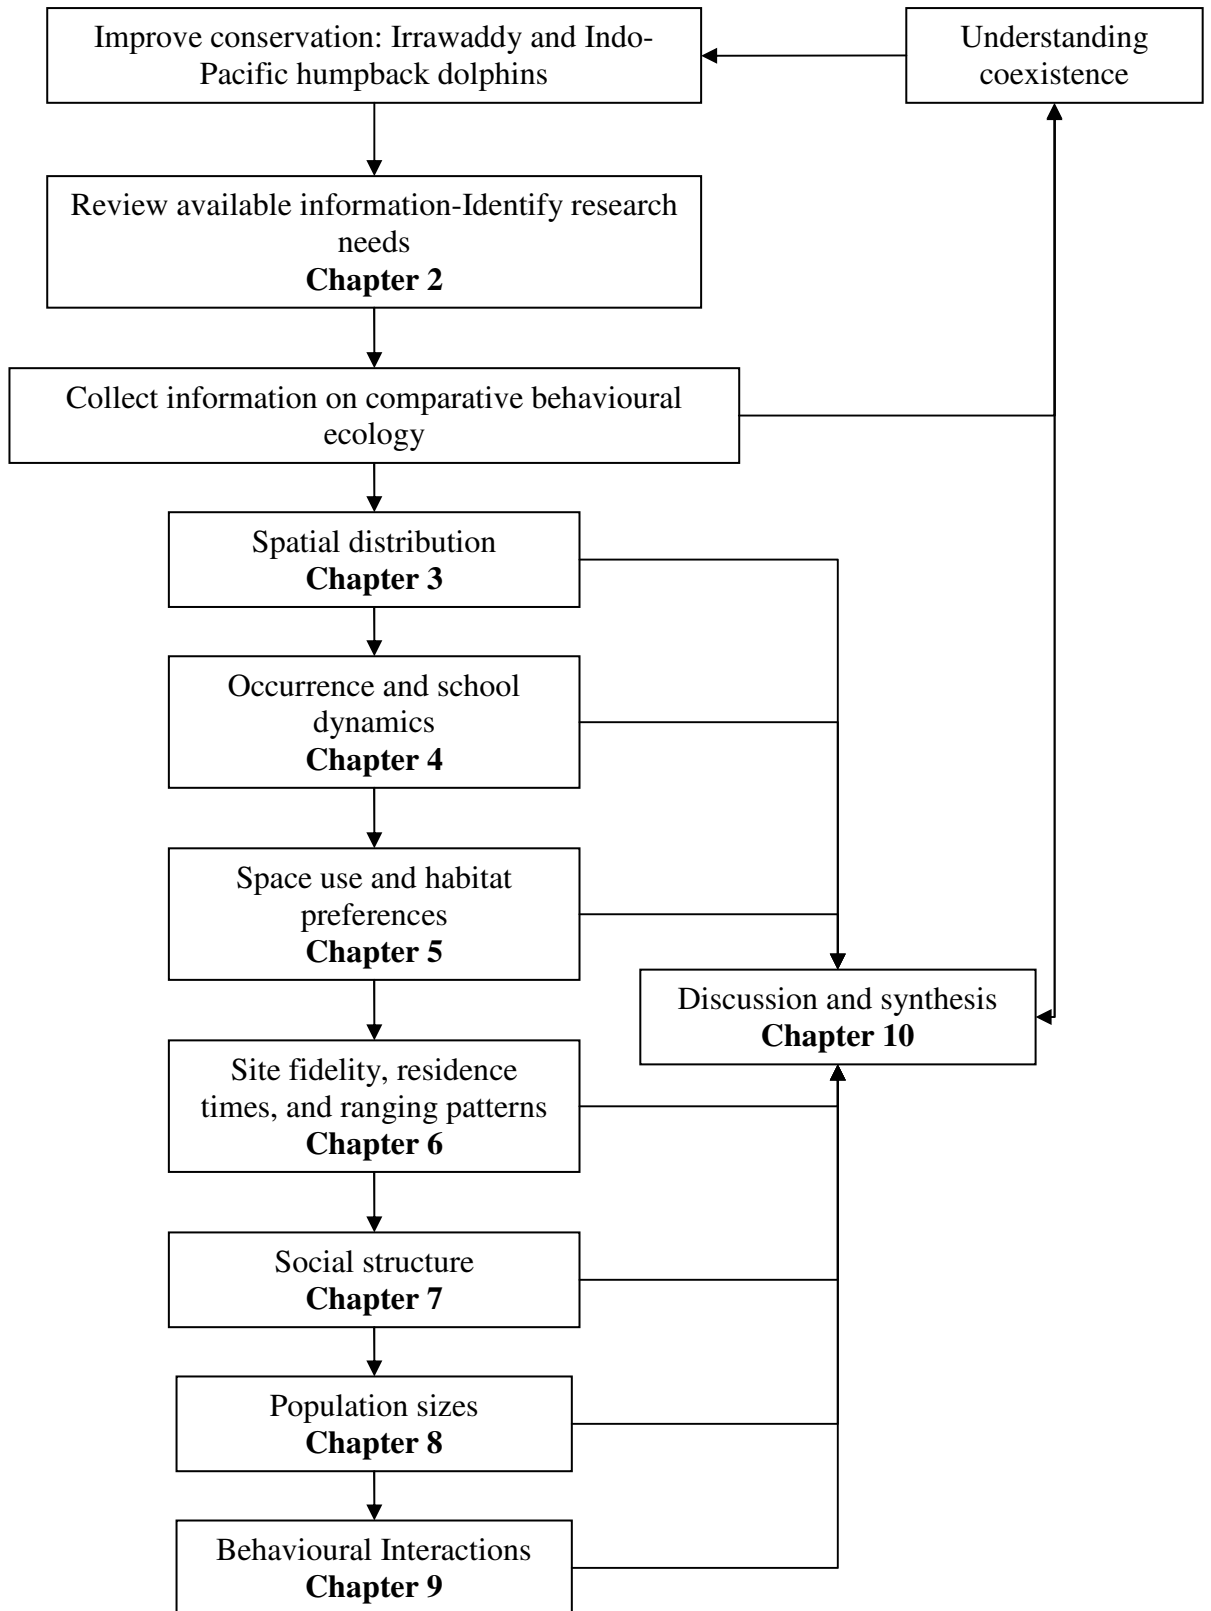 Improve conservation: Irrawaddy and Indo-
Pacific humpback dolphins
Understanding
coexistence
Review available information-Identify research
needs
Chapter 2
Collect information on comparative behavioural
ecology
Spatial distribution
Chapter 3
Occurrence and school
dynamics
Chapter 4
Space use and habitat
preferences
Chapter 5
Discussion and synthesis
Chapter 10
Site fidelity, residence
times, and ranging patterns
Chapter 6
Social structure
Chapter 7
Population sizes
Chapter 8
Behavioural Interactions
Chapter 9